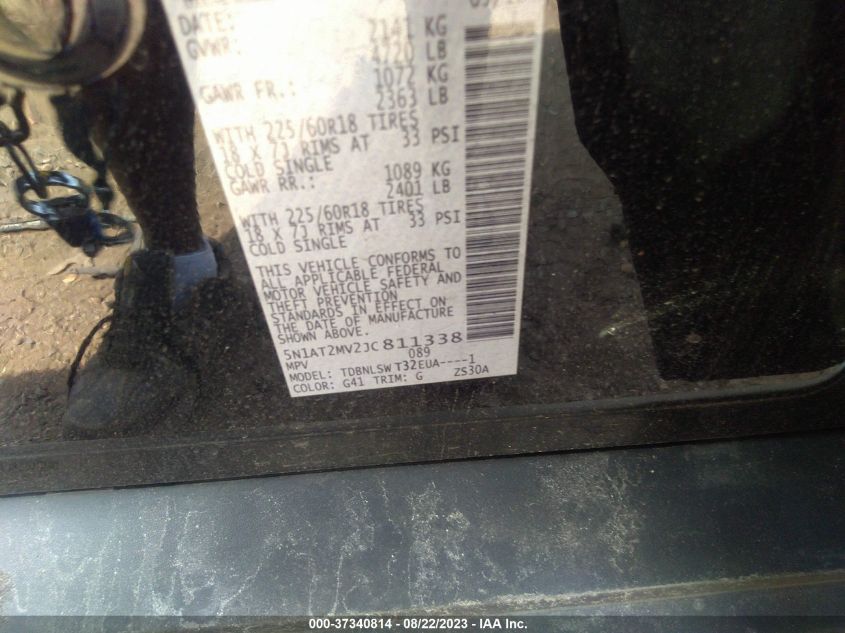 DATE:
GVWR: 2141 KG
4720 LB
GAWR FR.: 1072 KG
2363 LB
WITH 225/60R18 TIRES
18 X 7J RIMS AT 33 PSI
COLD SINGLE
GAWR RR.: 1089 KG
2401 LB
WITH 225/60R18 TIRES
18 X 7J RIMS AT 33 PSI
COLD SINGLE
THIS VEHICLE CONFORMS TO
ALL APPLICABLE FEDERAL
MOTOR VEHICLE SAFETY AND
THEFT PREVENTION
STANDARDS IN EFFECT ON
THE DATE OF MANUFACTURE
SHOWN ABOVE.
5N1AT2MV2JC811338
MPV 089
MODEL: TDBNLSWT32EUA----1
COLOR: G41 TRIM: G ZS30A
000-37340814 - 08/22/2023 - IAA Inc.